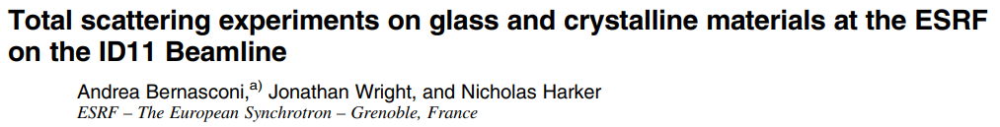 Total scattering experiments on glass and crystalline materials at the ESRF
on the ID11 Beamline
Andrea Bernasconi,a) Jonathan Wright, and Nicholas Harker
ESRF – The European Synchrotron – Grenoble, France